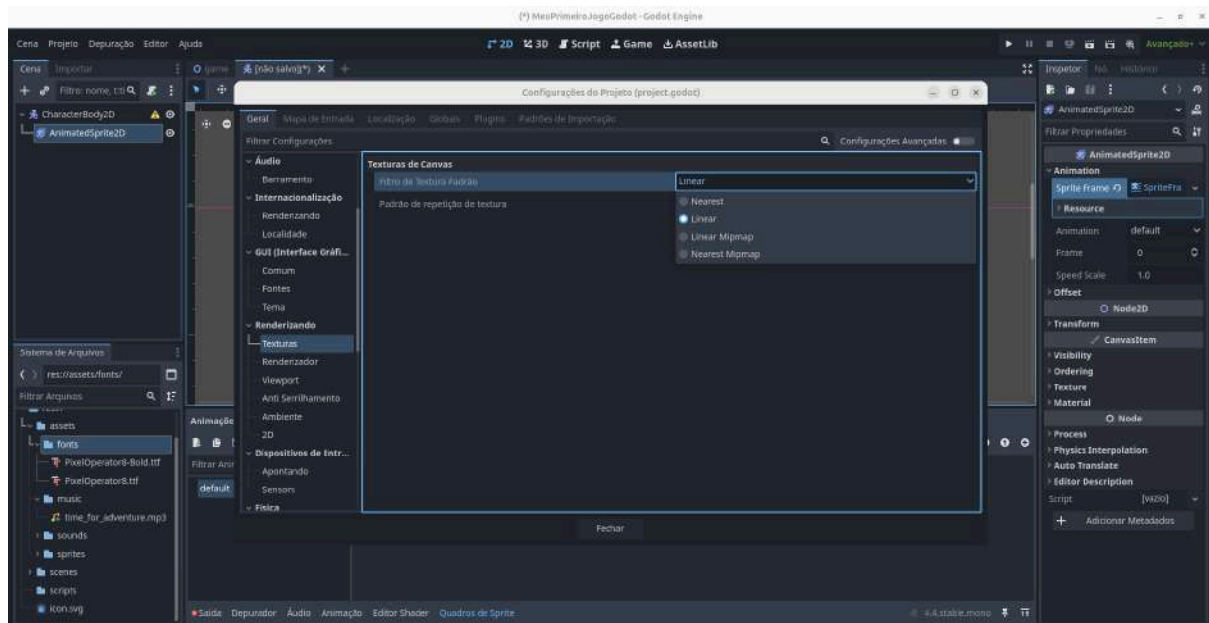 (*) MeuPrimeiroJogoGodot - Godot Engine
Cena Projeto Depuração Editor Ajuda
2D 3D Script Game AssetLib
Avançado+
Cena Importar
game [não salvo](*)
Filtro: nome, t:ti
CharacterBody2D
AnimatedSprite2D
Configurações do Projeto (project.godot)
Geral Mapa de Entrada Localização Globais Plugins Padrões de Importação
Filtrar Configurações
Configurações Avançadas
Áudio
Barramento
Internacionalização
Renderizando
Localidade
GUI (Interface Gráfi...
Comum
Fontes
Tema
Renderizando
Texturas
Renderizador
Viewport
Anti Serrilhamento
Ambiente
2D
Dispositivos de Entr...
Apontando
Sensors
Física
Texturas de Canvas
Filtro de Textura Padrão
Linear
Padrão de repetição de textura
Nearest
Linear
Linear Mipmap
Nearest Mipmap
Fechar
Inspetor Nó Histórico
AnimatedSprite2D
Filtrar Propriedades
AnimatedSprite2D
Animation
Sprite Frame SpriteFra
Resource
Animation default
Frame 0
Speed Scale 1.0
Offset
Node2D
Transform
CanvasItem
Visibility
Ordering
Texture
Material
Node
Process
Physics Interpolation
Auto Translate
Editor Description
Script [vazio]
Adicionar Metadados
Sistema de Arquivos
res://assets/fonts/
Filtrar Arquivos
assets
fonts
PixelOperator8-Bold.ttf
PixelOperator8.ttf
music
time_for_adventure.mp3
sounds
sprites
scenes
scripts
icon.svg
Animaçõe
Filtrar Anim
default
Saída Depurador Áudio Animação Editor Shader Quadros de Sprite
4.4.stable.mono